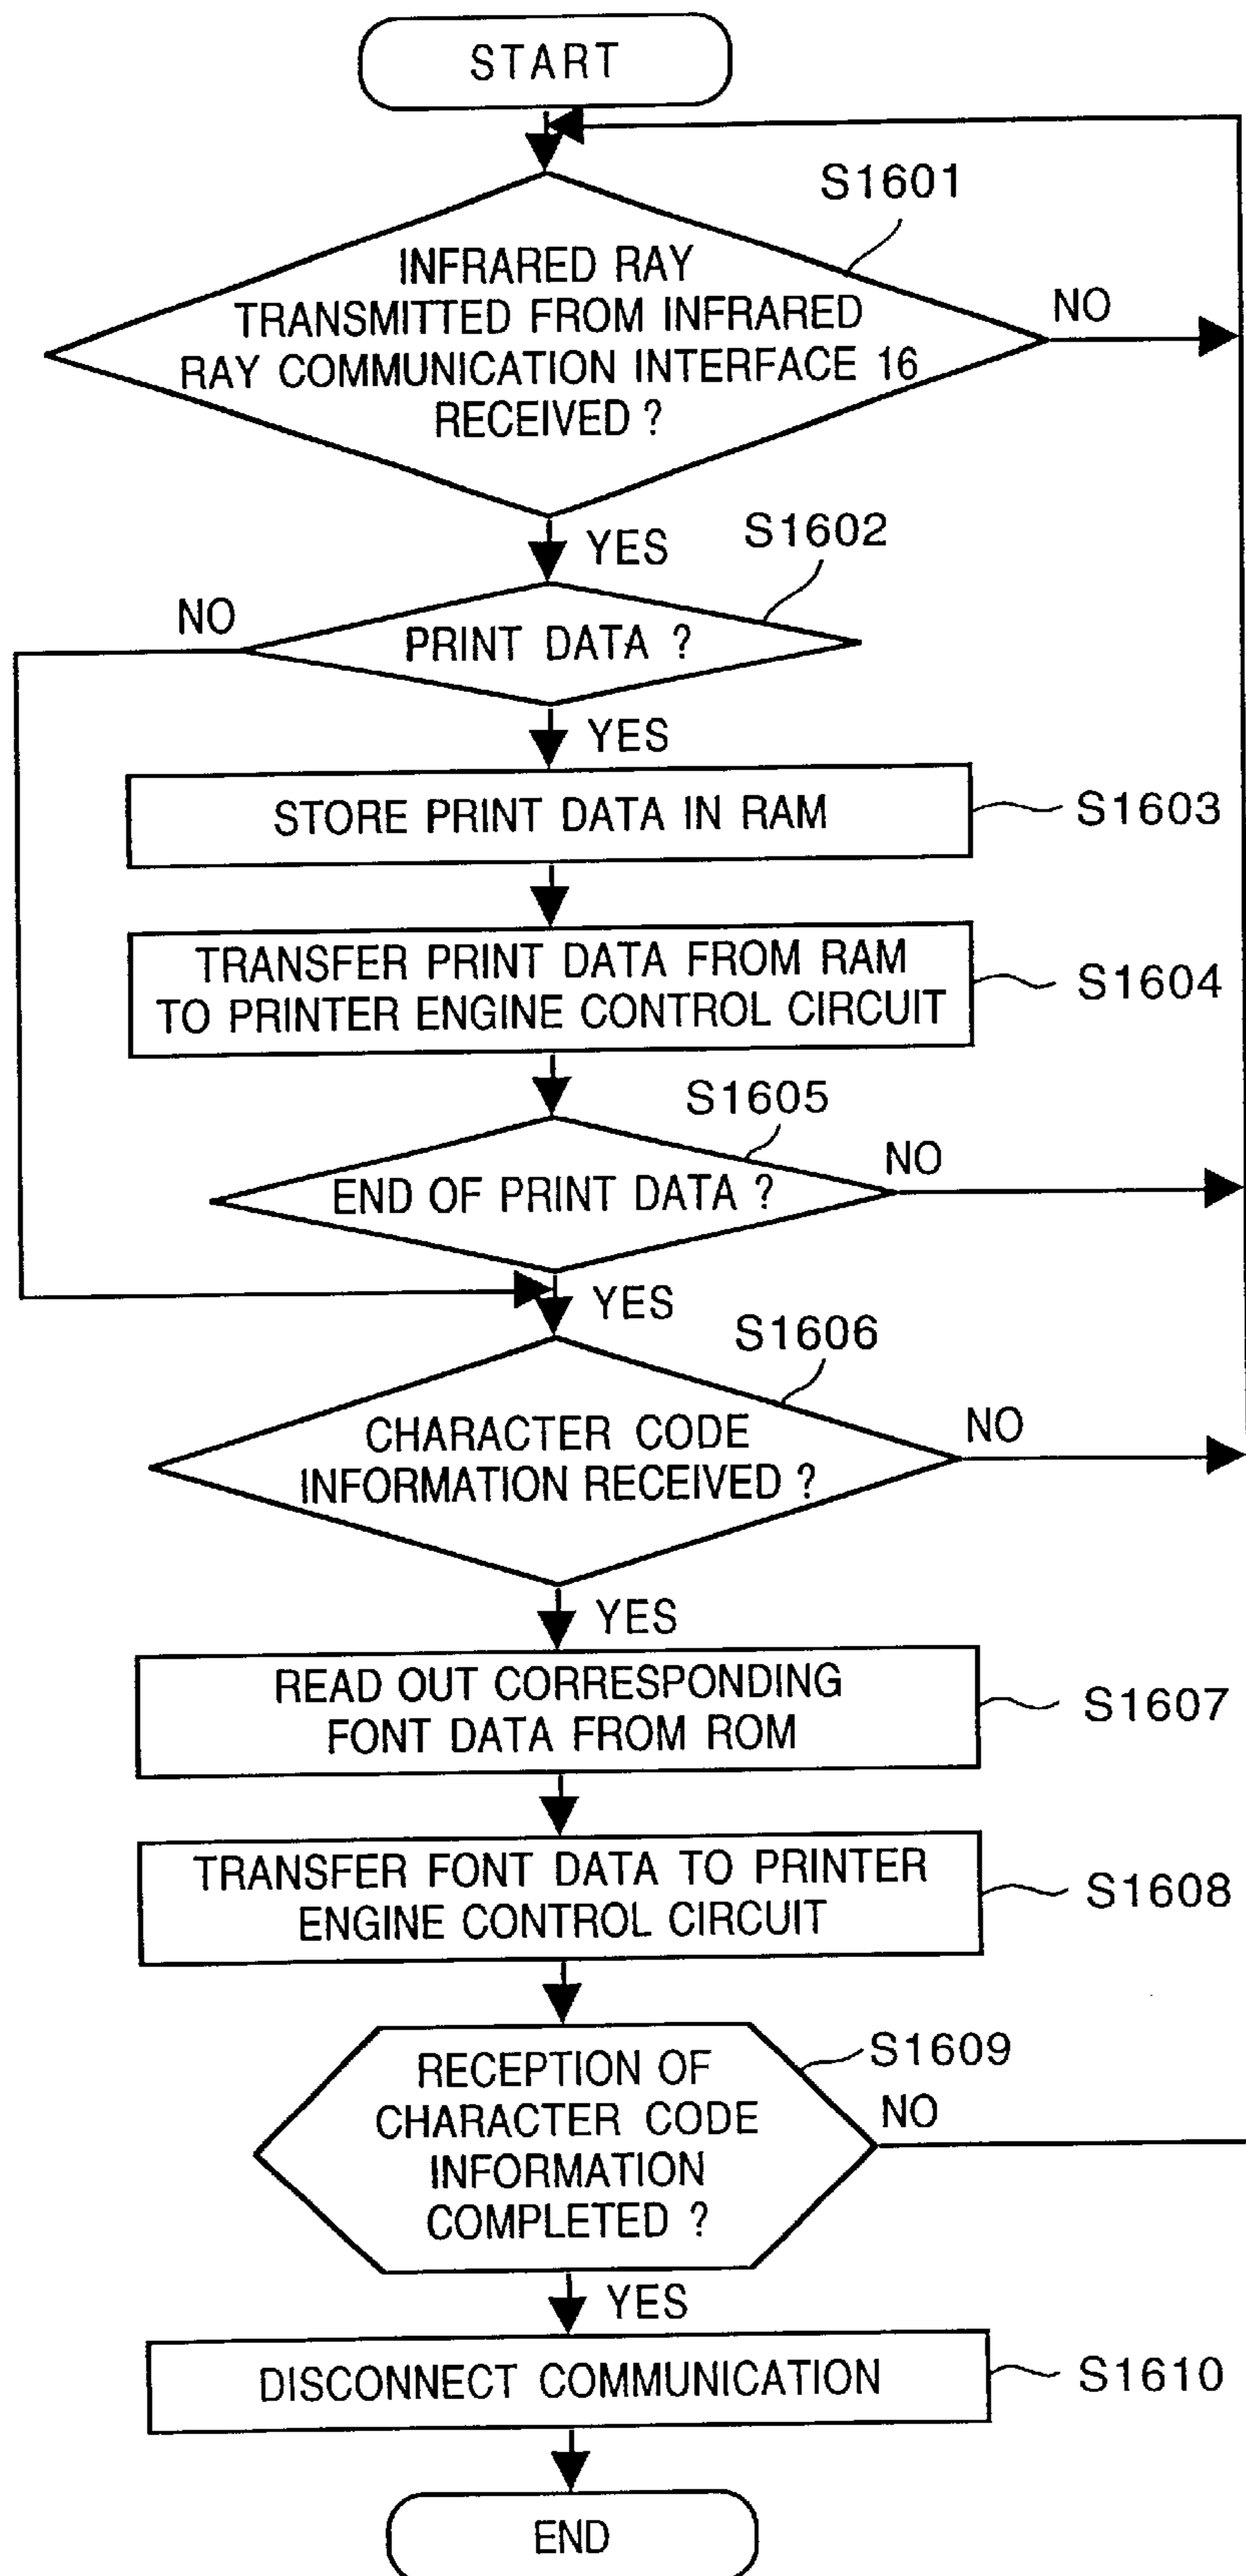 START
S1601
INFRARED RAY
TRANSMITTED FROM INFRARED
RAY COMMUNICATION INTERFACE 16
RECEIVED ?
NO
YES
S1602
NO
PRINT DATA ?
YES
STORE PRINT DATA IN RAM
S1603
TRANSFER PRINT DATA FROM RAM
TO PRINTER ENGINE CONTROL CIRCUIT
S1604
S1605
NO
END OF PRINT DATA ?
YES
S1606
NO
CHARACTER CODE
INFORMATION RECEIVED ?
YES
READ OUT CORRESPONDING
FONT DATA FROM ROM
S1607
TRANSFER FONT DATA TO PRINTER
ENGINE CONTROL CIRCUIT
S1608
S1609
RECEPTION OF
CHARACTER CODE
INFORMATION
COMPLETED ?
NO
YES
DISCONNECT COMMUNICATION
S1610
END